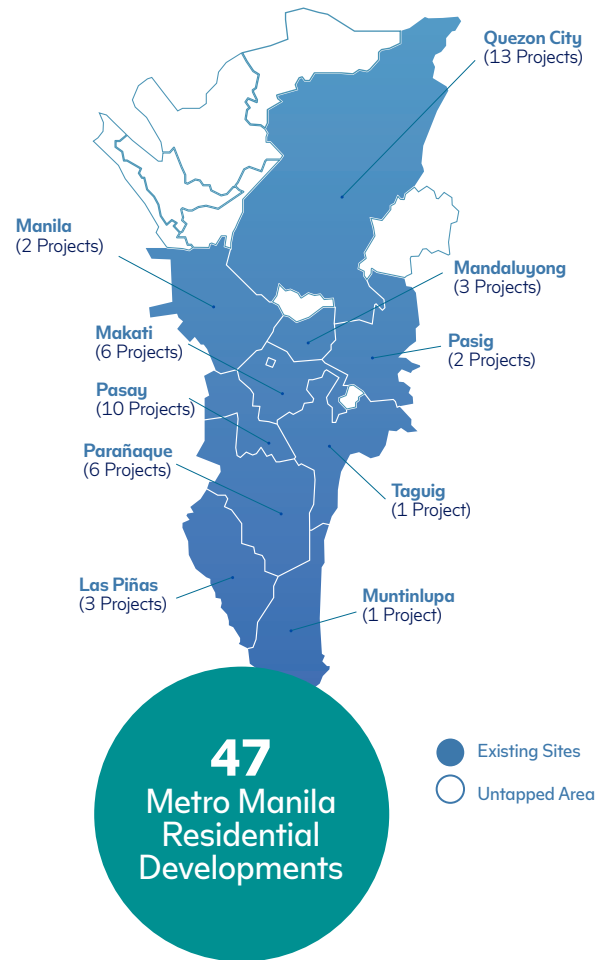 Quezon City
(13 Projects)
Manila
(2 Projects)
Mandaluyong
(3 Projects)
Makati
(6 Projects)
Pasig
(2 Projects)
Pasay
(10 Projects)
Parañaque
(6 Projects)
Taguig
(1 Project)
Las Piñas
(3 Projects)
Muntinlupa
(1 Project)
47
Metro Manila
Residential
Developments
Existing Sites
Untapped Area